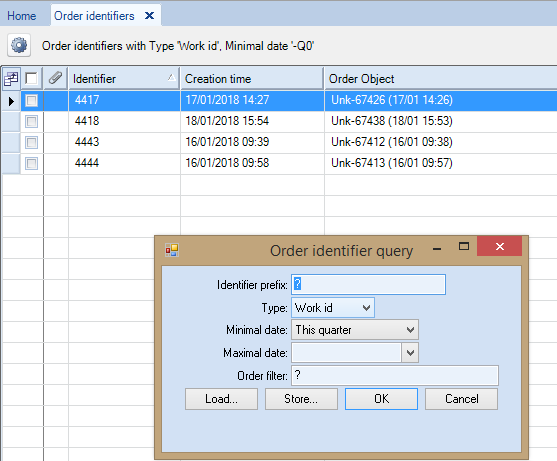 Home Order identifiers
Order identifiers with Type 'Work id', Minimal date '-Q0'
Identifier Creation time Order Object
4417 17/01/2018 14:27 Unk-67426 (17/01 14:26)
4418 18/01/2018 15:54 Unk-67438 (18/01 15:53)
4443 16/01/2018 09:39 Unk-67412 (16/01 09:38)
4444 16/01/2018 09:58 Unk-67413 (16/01 09:57)
Order identifier query
Identifier prefix: ?
Type: Work id
Minimal date: This quarter
Maximal date:
Order filter: ?
Load... Store... OK Cancel